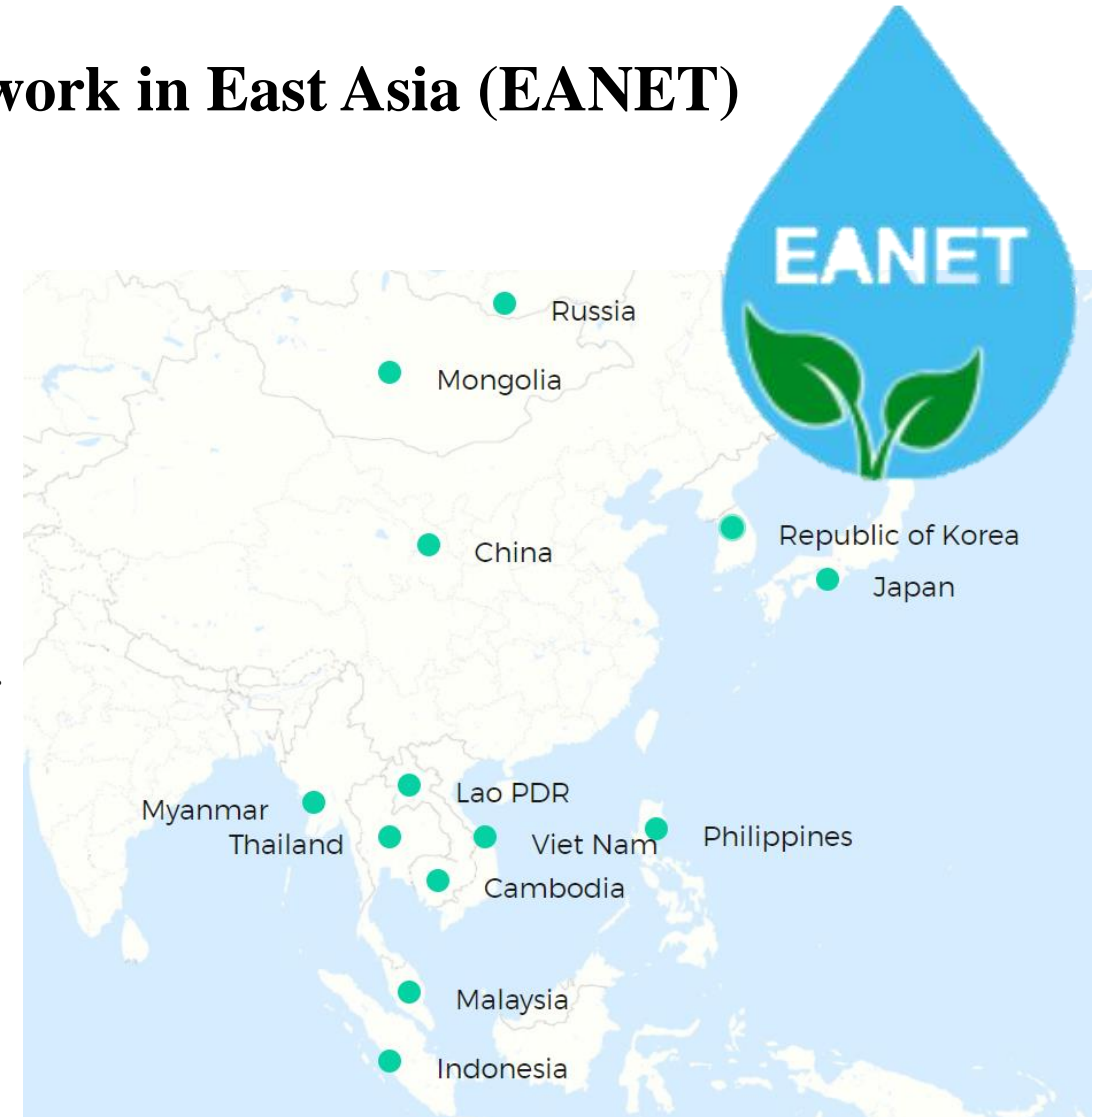 work in East Asia (EANET)
EANET
Russia
Mongolia
China
Republic of Korea
Japan
Lao PDR
Myanmar
Thailand
Viet Nam
Philippines
Cambodia
Malaysia
Indonesia